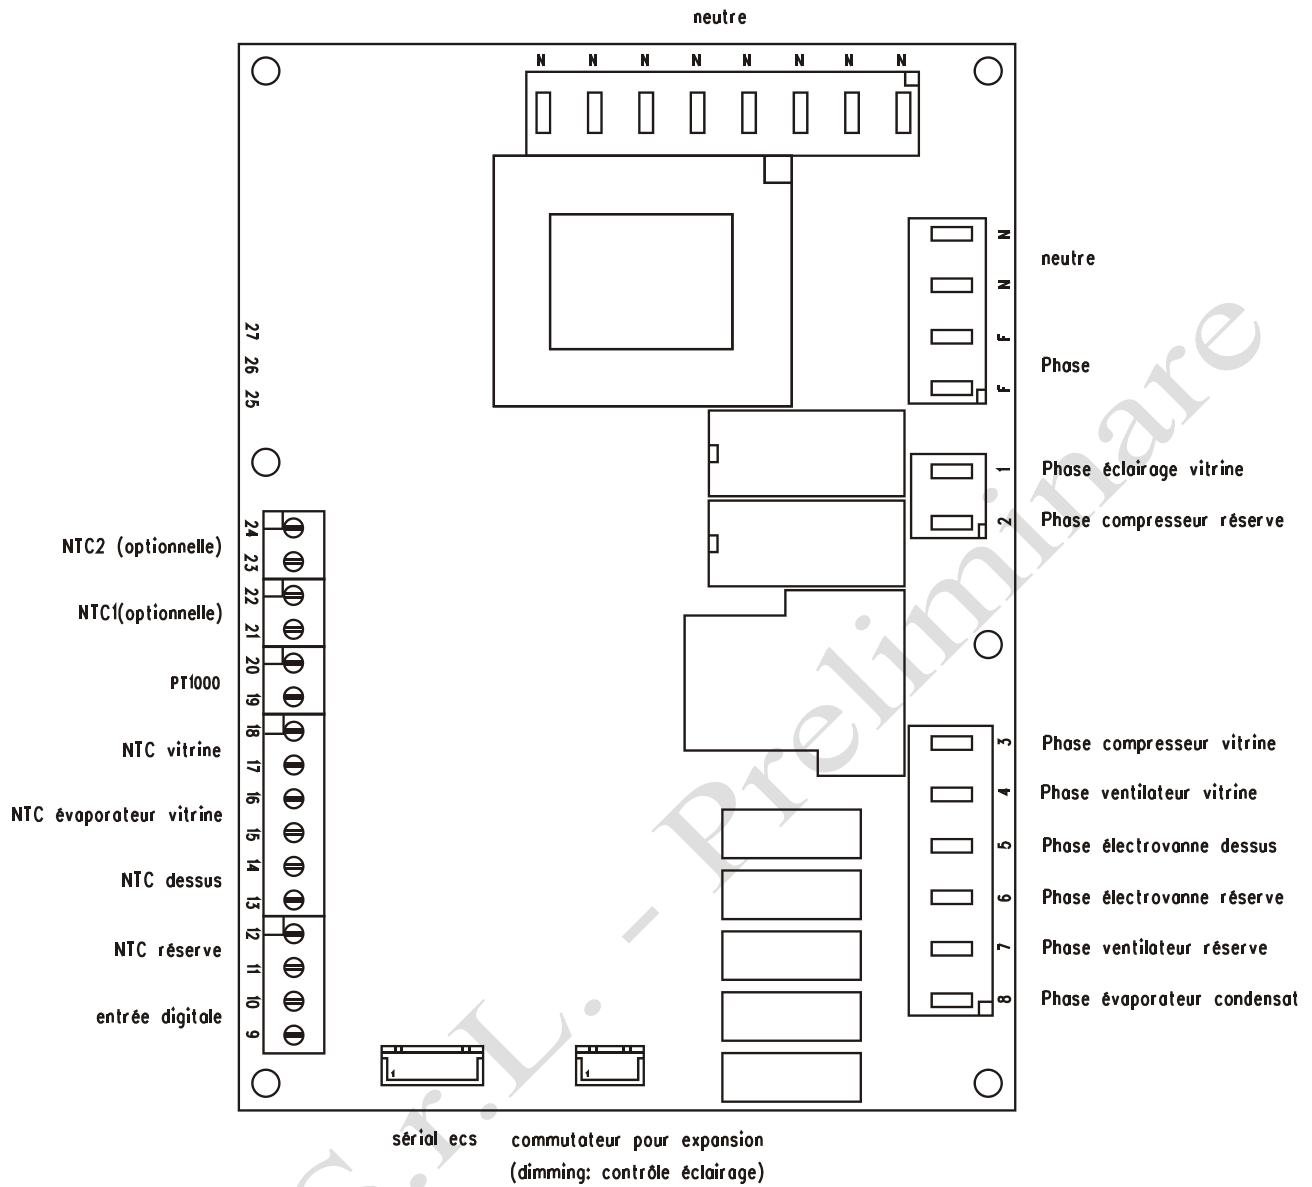 neutre
N N N N N N N N
N
N
neutre
F
F
Phase
27
26
25
1 Phase éclairage vitrine
2 Phase compresseur réserve
24
23
NTC2 (optionnelle)
22
21
NTC1(optionnelle)
20
19
PT1000
18
17
NTC vitrine
16
15
NTC évaporateur vitrine
14
13
NTC dessus
12
11
NTC réserve
10
9
entrée digitale
3 Phase compresseur vitrine
4 Phase ventilateur vitrine
5 Phase électrovanne dessus
6 Phase électrovanne réserve
7 Phase ventilateur réserve
8 Phase évaporateur condensat
1
1
sérial ecs
commutateur pour expansion
(dimming: contrôle éclairage)
S.r.L. - Preliminare